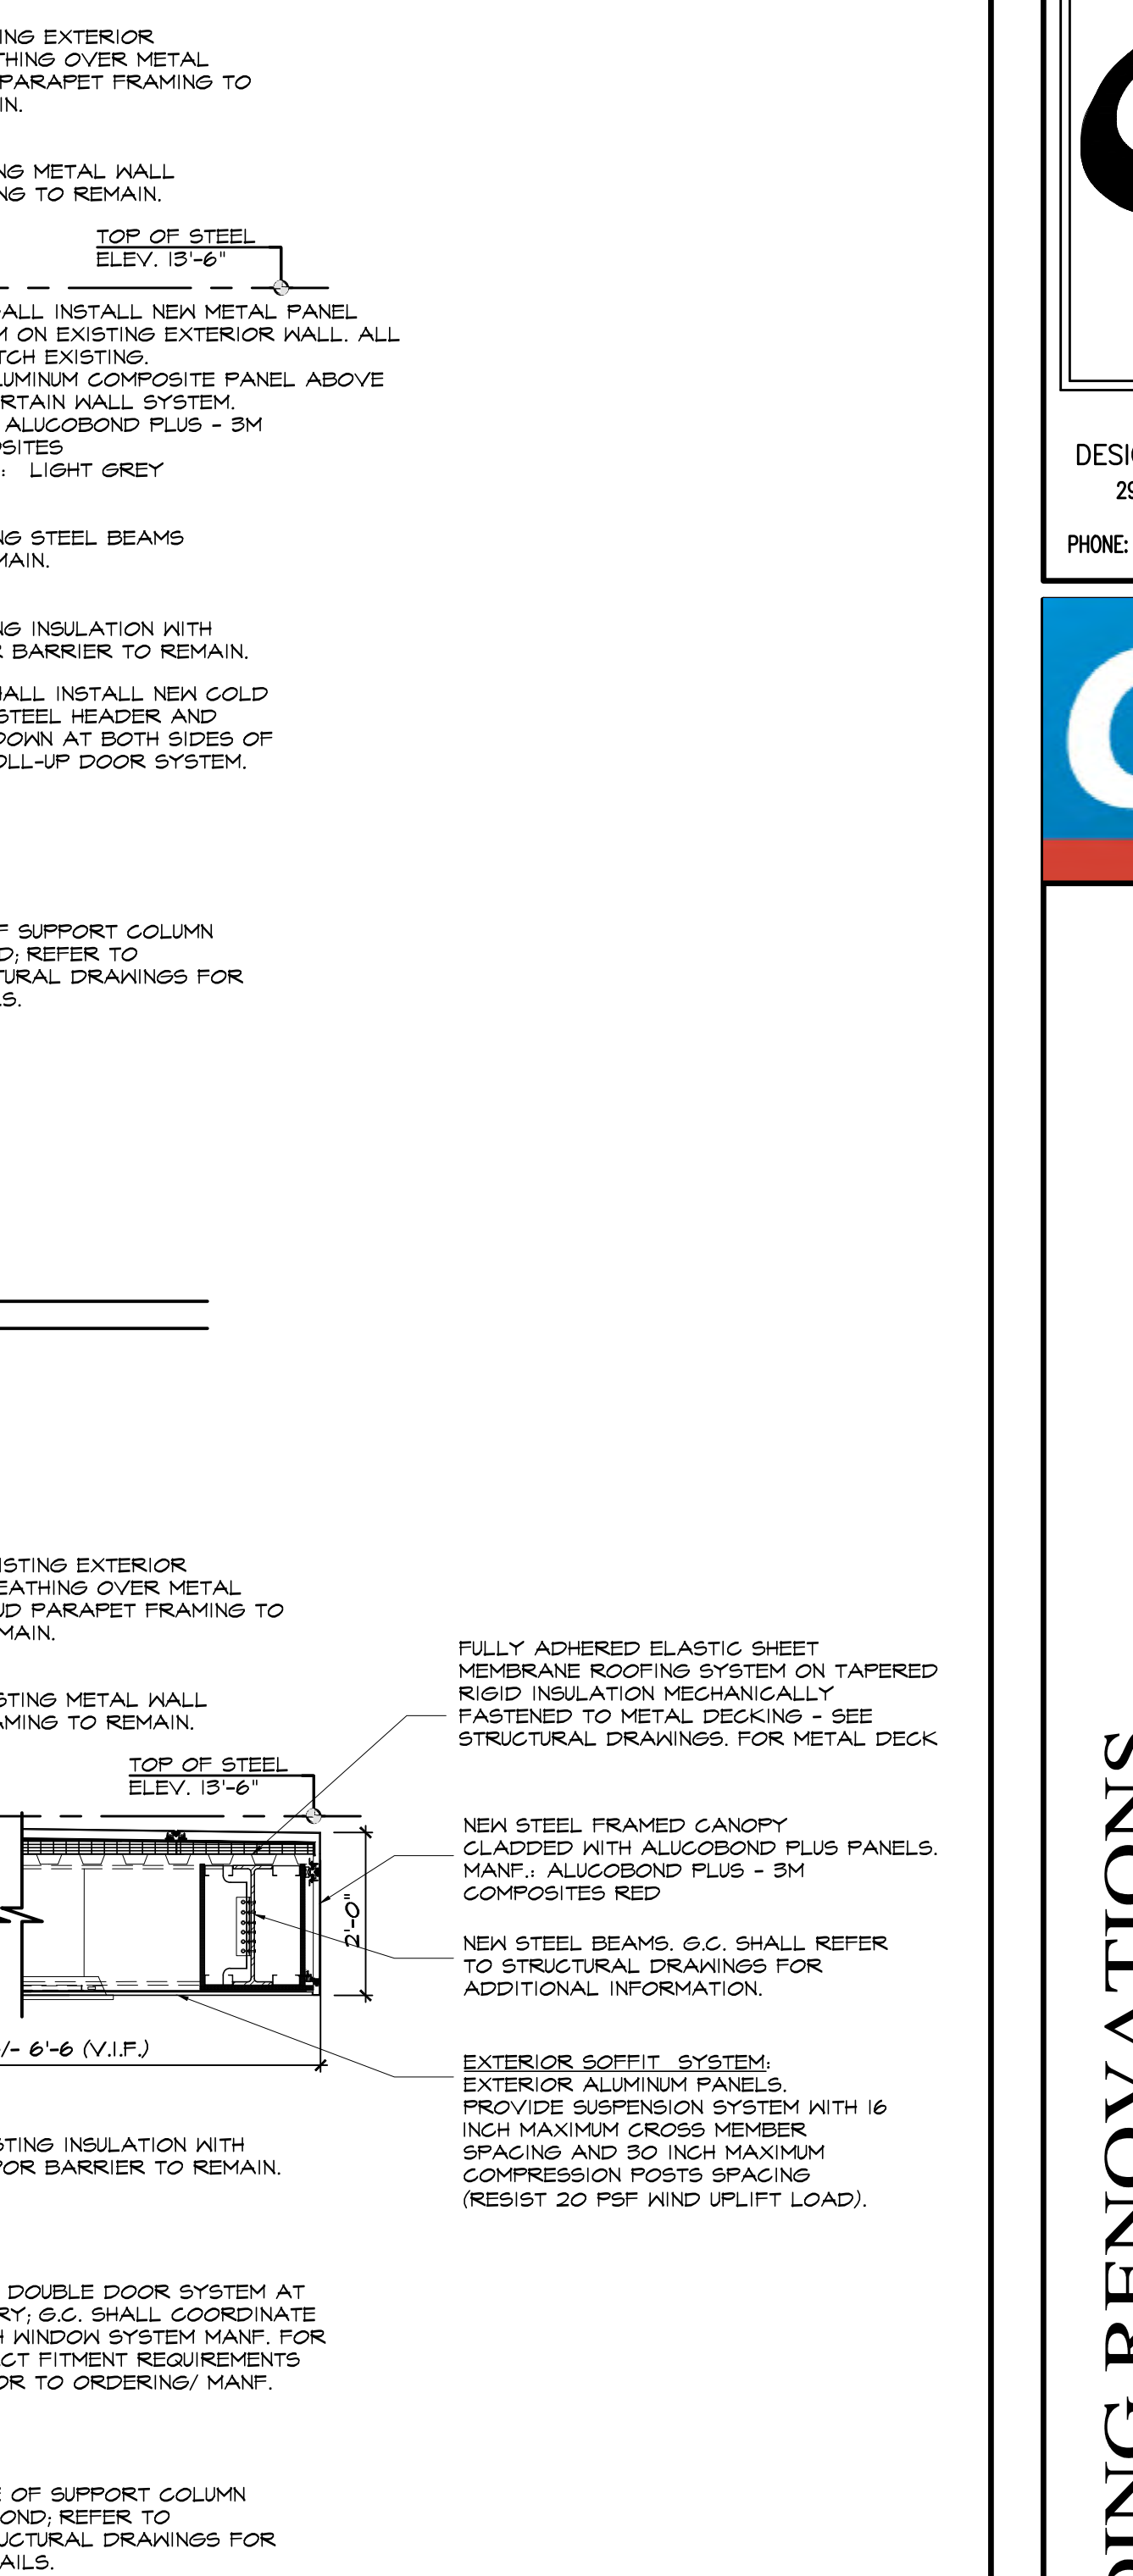 ING EXTERIOR
THING OVER METAL
PARAPET FRAMING TO
IN.
NG METAL WALL
NG TO REMAIN.
TOP OF STEEL
ELEV. 13'-6"
ALL INSTALL NEW METAL PANEL
M ON EXISTING EXTERIOR WALL. ALL
TCH EXISTING.
LUMINUM COMPOSITE PANEL ABOVE
RTAIN WALL SYSTEM.
ALUCOBOND PLUS - 3M
OSITES
: LIGHT GREY
NG STEEL BEAMS
MAIN.
NG INSULATION WITH
R BARRIER TO REMAIN.
HALL INSTALL NEW COLD
STEEL HEADER AND
DOWN AT BOTH SIDES OF
OLL-UP DOOR SYSTEM.
F SUPPORT COLUMN
D; REFER TO
TURAL DRAWINGS FOR
LS.
ISTING EXTERIOR
EATHING OVER METAL
UD PARAPET FRAMING TO
MAIN.
STING METAL WALL
AMING TO REMAIN.
TOP OF STEEL
ELEV. 13'-6"
FULLY ADHERED ELASTIC SHEET
MEMBRANE ROOFING SYSTEM ON TAPERED
RIGID INSULATION MECHANICALLY
FASTENED TO METAL DECKING - SEE
STRUCTURAL DRAWINGS. FOR METAL DECK
NEW STEEL FRAMED CANOPY
CLADDED WITH ALUCOBOND PLUS PANELS.
MANF.: ALUCOBOND PLUS - 3M
COMPOSITES RED
2'-0"
NEW STEEL BEAMS. G.C. SHALL REFER
TO STRUCTURAL DRAWINGS FOR
ADDITIONAL INFORMATION.
/- 6'-6 (V.I.F.)
EXTERIOR SOFFIT SYSTEM:
EXTERIOR ALUMINUM PANELS.
PROVIDE SUSPENSION SYSTEM WITH 16
INCH MAXIMUM CROSS MEMBER
SPACING AND 30 INCH MAXIMUM
COMPRESSION POSTS SPACING
(RESIST 20 PSF WIND UPLIFT LOAD).
STING INSULATION WITH
POR BARRIER TO REMAIN.
DOUBLE DOOR SYSTEM AT
RY; G.C. SHALL COORDINATE
H WINDOW SYSTEM MANF. FOR
CT FITMENT REQUIREMENTS
OR TO ORDERING/ MANF.
E OF SUPPORT COLUMN
OND; REFER TO
UCTURAL DRAWINGS FOR
AILS.
DESI
29
PHONE:
DING RENOVATIONS